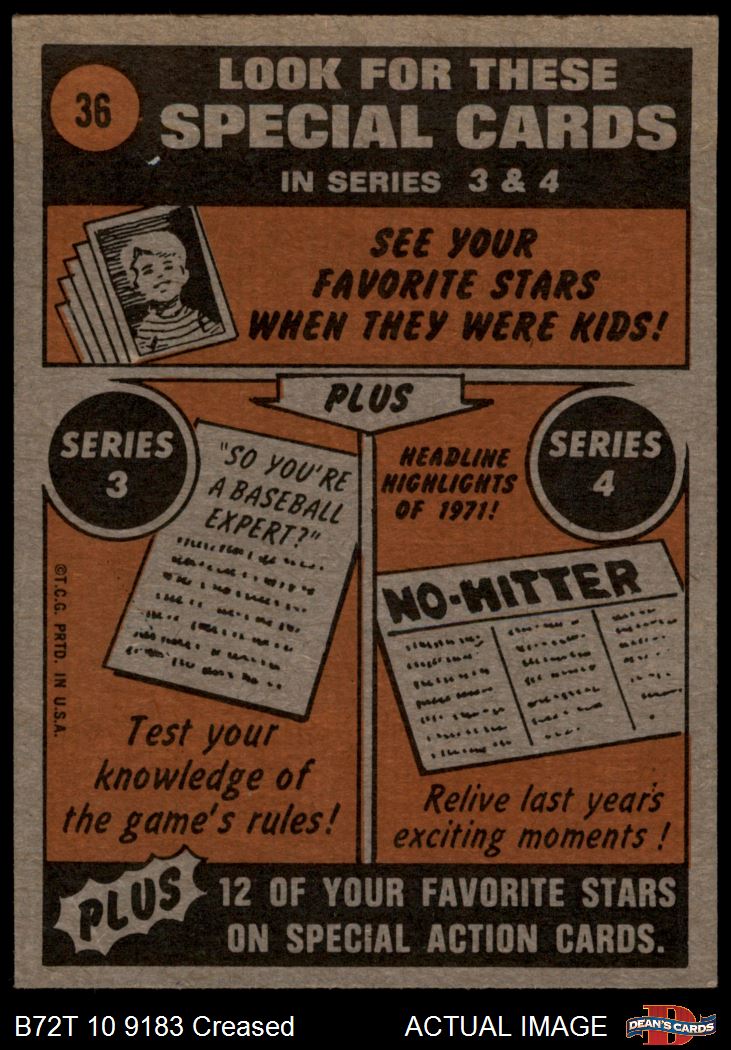 36
LOOK FOR THESE
SPECIAL CARDS
IN SERIES 3 & 4
SEE YOUR
FAVORITE STARS
WHEN THEY WERE KIDS!
PLUS
SERIES
3
"SO YOU'RE
A BASEBALL
EXPERT?"
Test your
knowledge of
the game's rules!
HEADLINE
HIGHLIGHTS
OF 1971!
SERIES
4
NO-HITTER
Relive last year's
exciting moments!
©T.C.G. PRTD. IN U.S.A.
PLUS
12 OF YOUR FAVORITE STARS
ON SPECIAL ACTION CARDS.
B72T 10 9183 Creased
ACTUAL IMAGE
DEAN'S CARDS